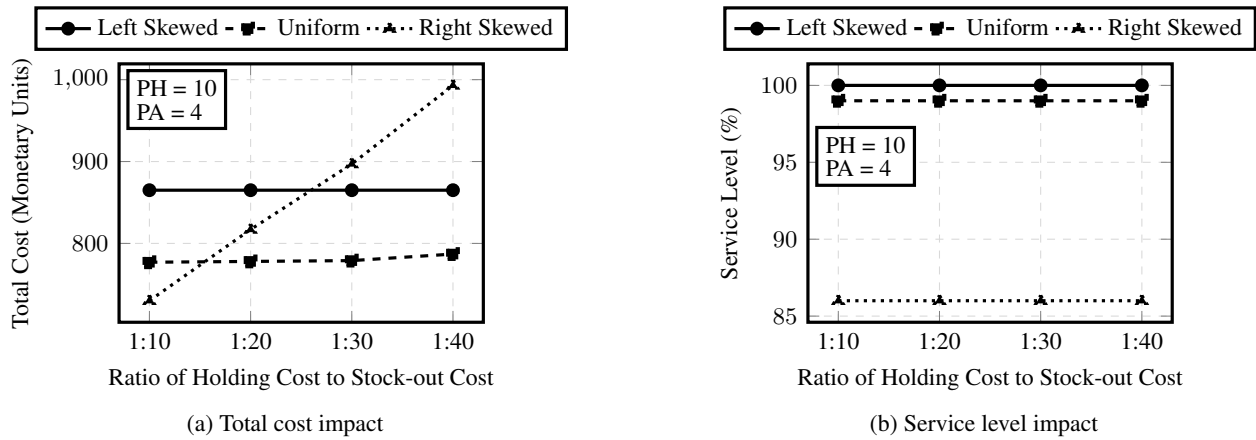 Left Skewed Uniform Right Skewed
1,000
900
800
Total Cost (Monetary Units)
PH = 10
PA = 4
1:10 1:20 1:30 1:40
Ratio of Holding Cost to Stock-out Cost
(a) Total cost impact
Left Skewed Uniform Right Skewed
100
95
90
85
Service Level (%)
PH = 10
PA = 4
1:10 1:20 1:30 1:40
Ratio of Holding Cost to Stock-out Cost
(b) Service level impact